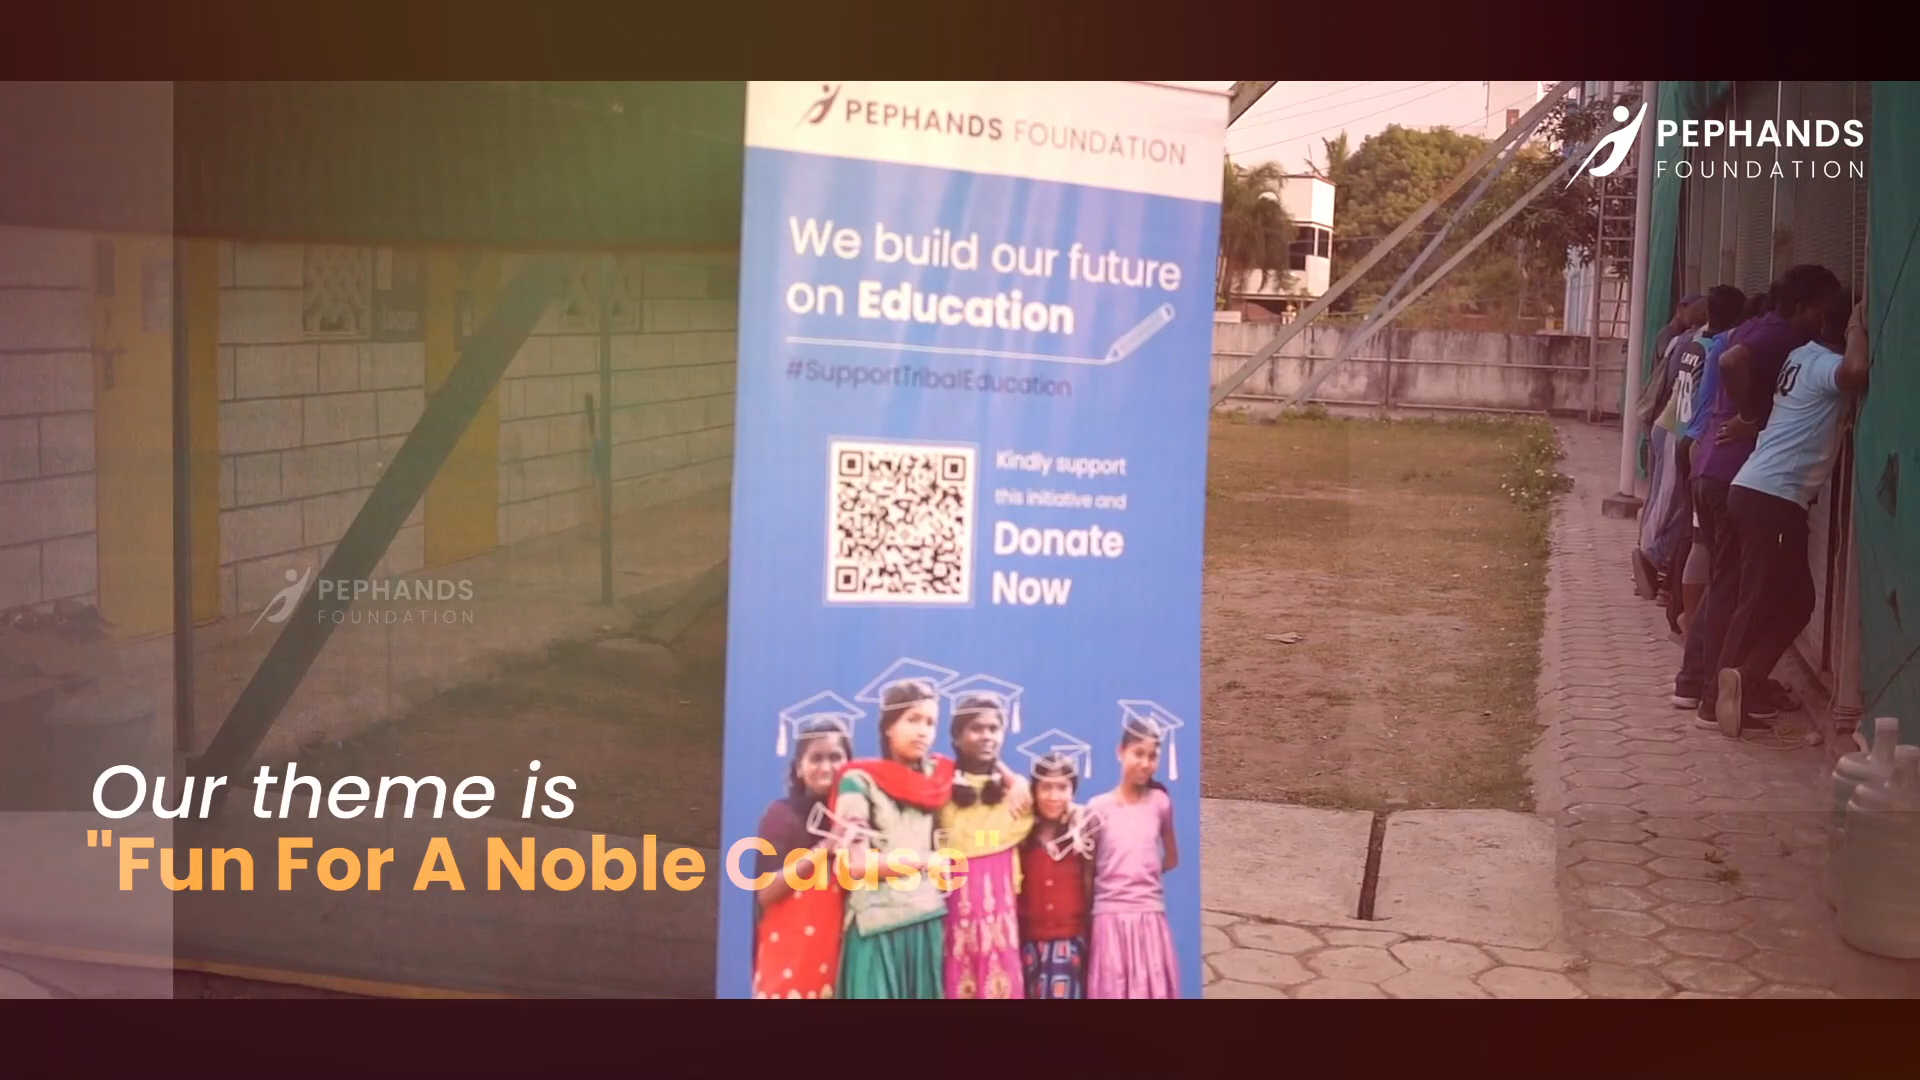 PEPHANDS FOUNDATION
PEPHANDS
FOUNDATION
We build our future
on Education
#SupportTribalEducation
Kindly support
this initiative and
Donate
Now
PEPHANDS
FOUNDATION
Our theme is
"Fun For A Noble Cause"